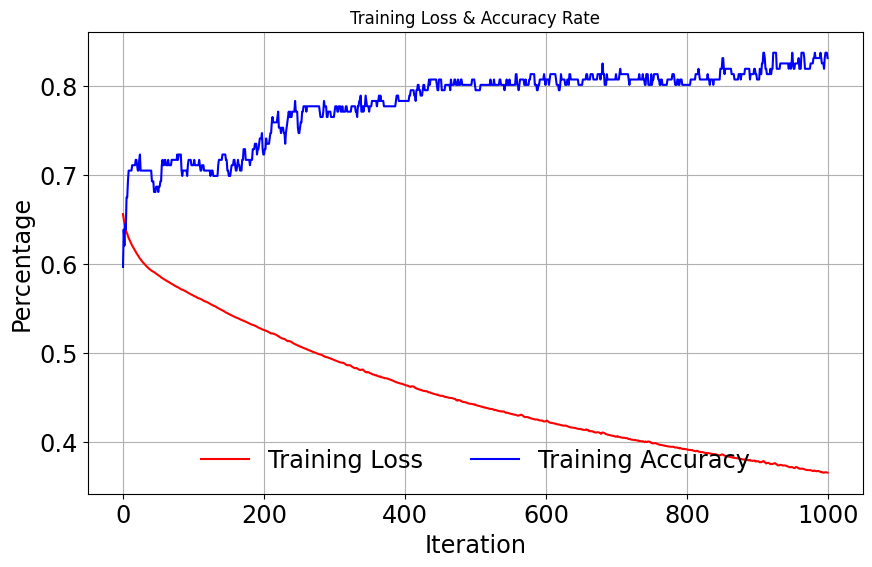 Training Loss & Accuracy Rate
0.8
0.7
0.6
0.5
0.4
Percentage
Training Loss Training Accuracy
0 200 400 600 800 1000
Iteration